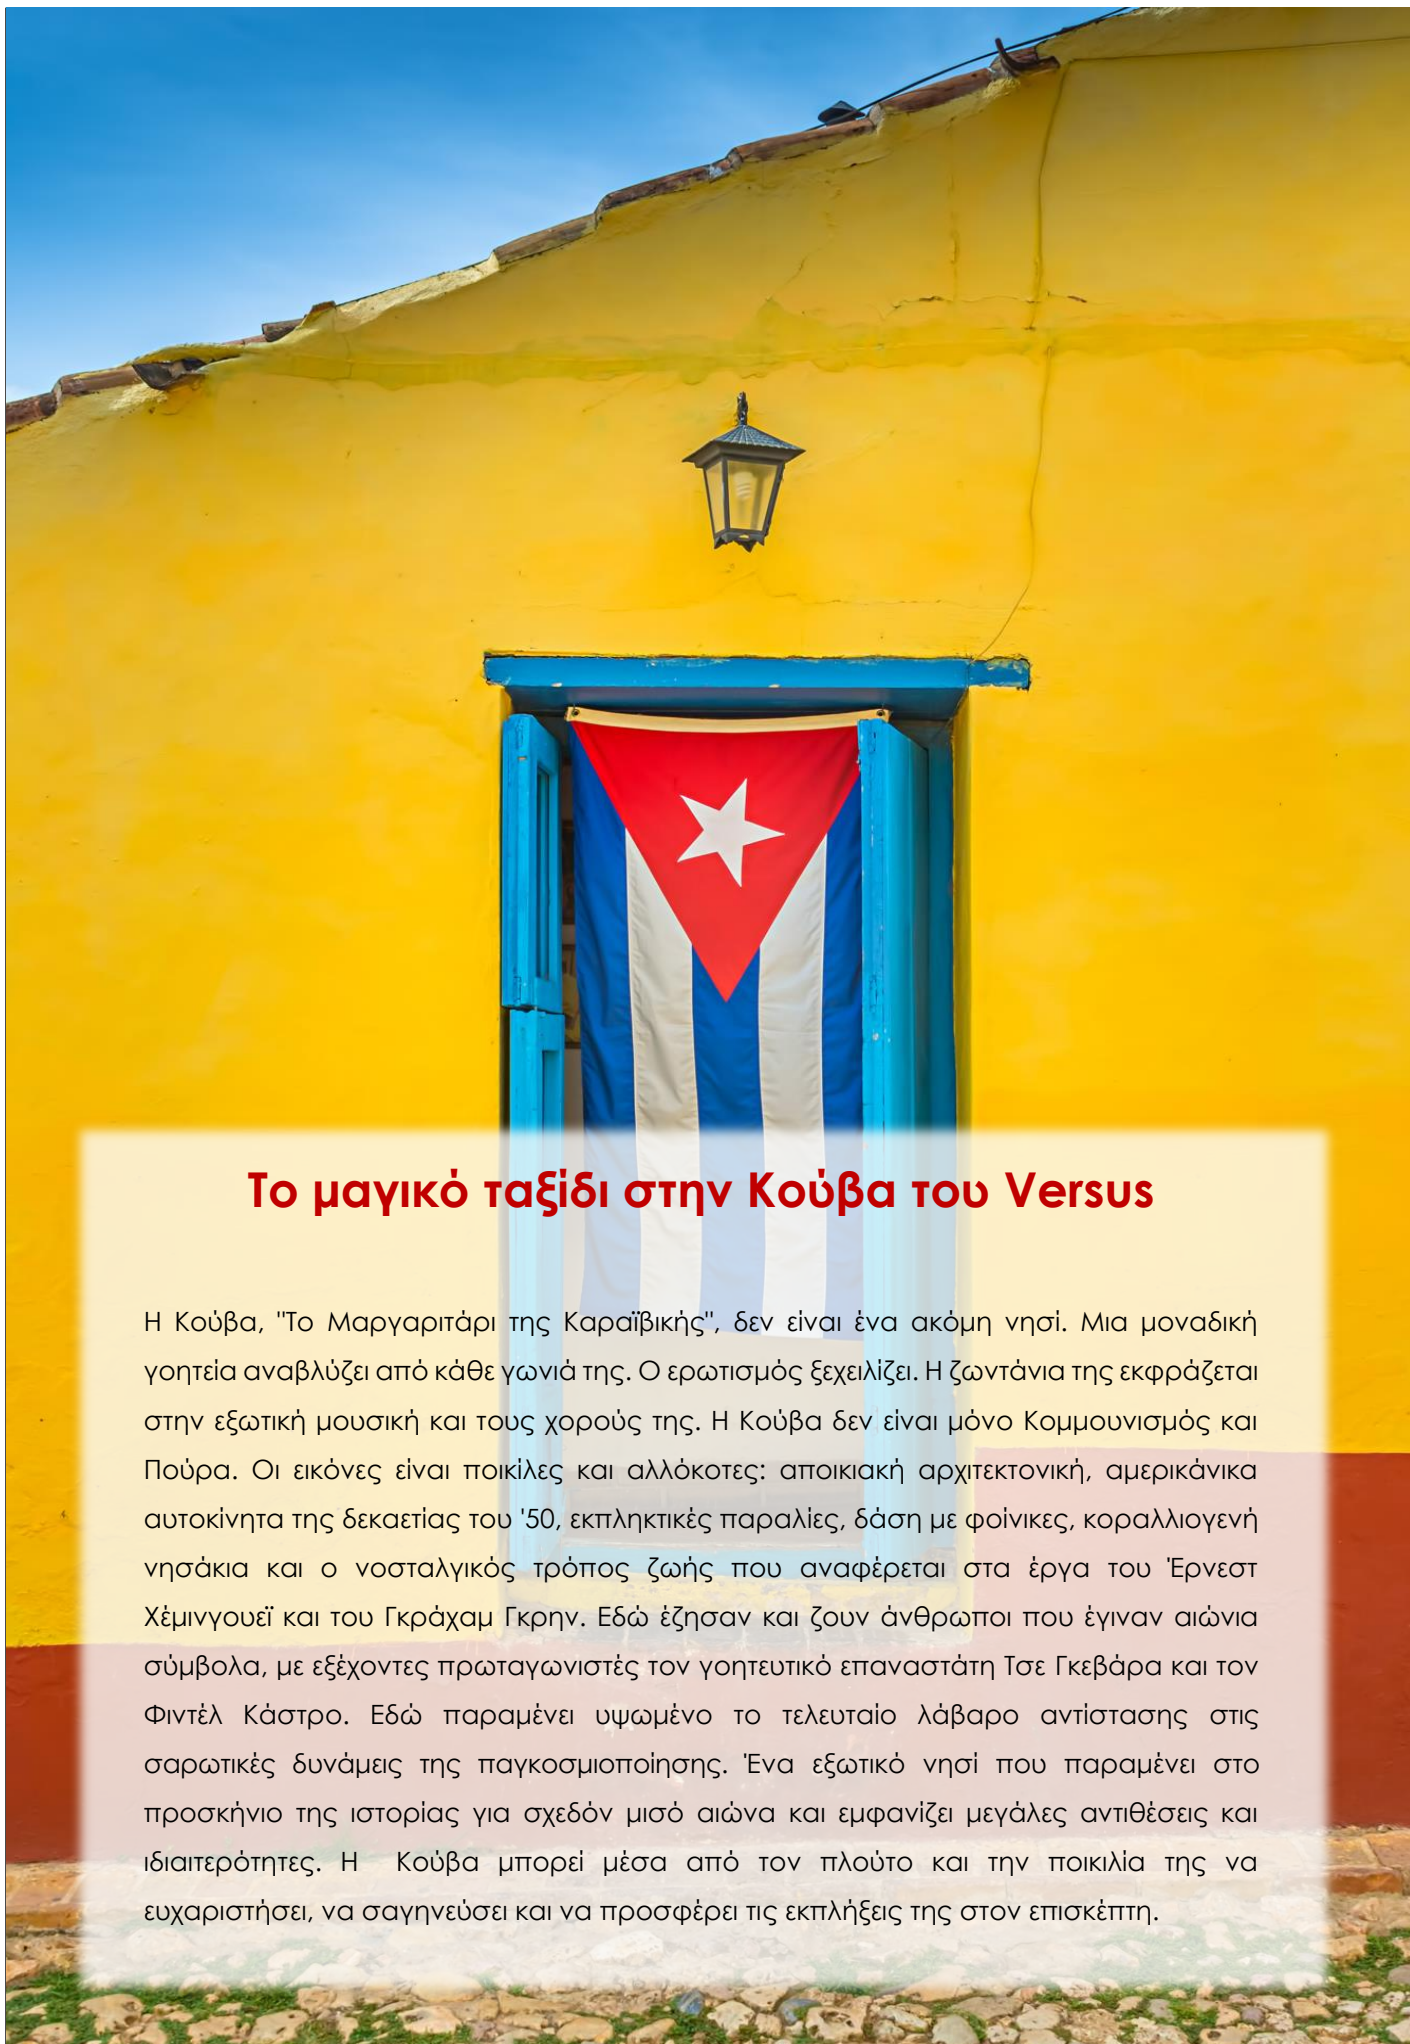 Το μαγικό ταξίδι στην Κούβα του Versus
Η Κούβα, "Το Μαργαριτάρι της Καραϊβικής", δεν είναι ένα ακόμη νησί. Μια μοναδική
γοητεία αναβλύζει από κάθε γωνιά της. Ο ερωτισμός ξεχειλίζει. Η ζωντάνια της εκφράζεται
στην εξωτική μουσική και τους χορούς της. Η Κούβα δεν είναι μόνο Κομμουνισμός και
Πούρα. Οι εικόνες είναι ποικίλες και αλλόκοτες: αποικιακή αρχιτεκτονική, αμερικάνικα
αυτοκίνητα της δεκαετίας του '50, εκπληκτικές παραλίες, δάση με φοίνικες, κοραλλιογενή
νησάκια και ο νοσταλγικός τρόπος ζωής που αναφέρεται στα έργα του Έρνεστ
Χέμινγουεϊ και του Γκράχαμ Γκρην. Εδώ έζησαν και ζουν άνθρωποι που έγιναν αιώνια
σύμβολα, με εξέχοντες πρωταγωνιστές τον γοητευτικό επαναστάτη Τσε Γκεβάρα και τον
Φιντέλ Κάστρο. Εδώ παραμένει υψωμένο το τελευταίο λάβαρο αντίστασης στις
σαρωτικές δυνάμεις της παγκοσμιοποίησης. Ένα εξωτικό νησί που παραμένει στο
προσκήνιο της ιστορίας για σχεδόν μισό αιώνα και εμφανίζει μεγάλες αντιθέσεις και
ιδιαιτερότητες. Η Κούβα μπορεί μέσα από τον πλούτο και την ποικιλία της να
ευχαριστήσει, να σαγηνεύσει και να προσφέρει τις εκπλήξεις της στον επισκέπτη.